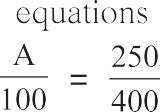 equations
A/100 = 250/400